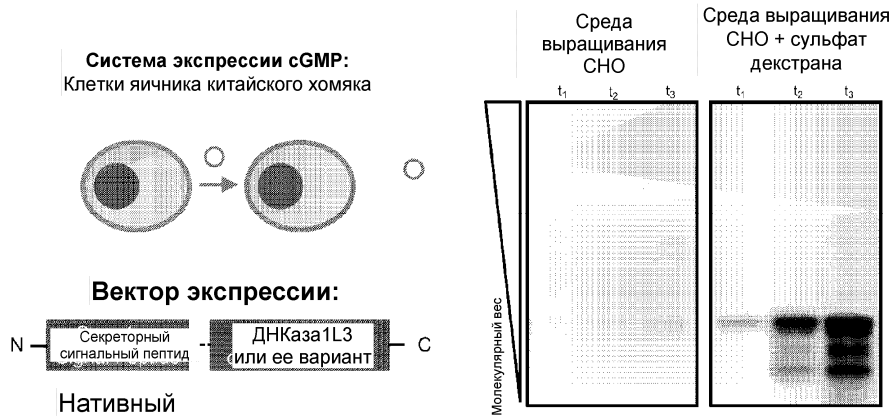 Система экспрессии cGMP:
Клетки яичника китайского хомяка
Вектор экспрессии:
N
Секреторный
сигнальный пептид
ДНКаза1L3
или ее вариант
C
Нативный
Среда
выращивания
CHO
t1 t2 t3
Среда выращивания
CHO + сульфат
декстрана
t1 t2 t3
Молекулярный вес